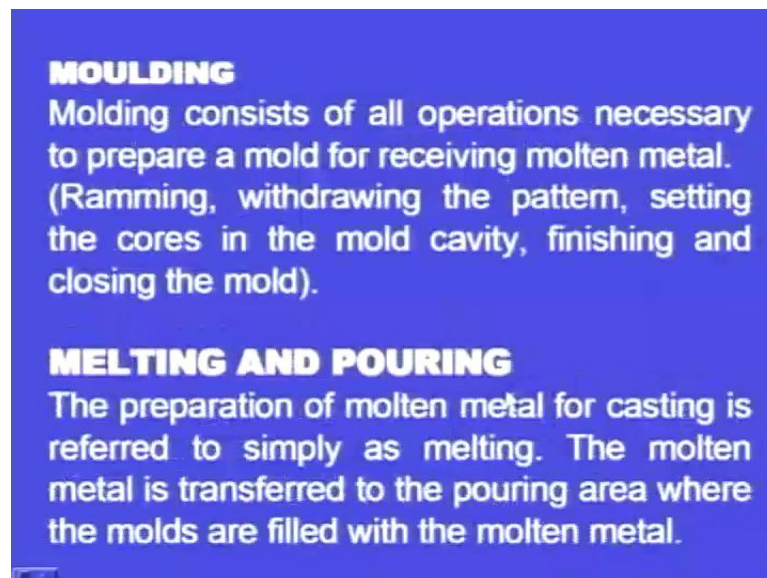 MOULDING
Molding consists of all operations necessary
to prepare a mold for receiving molten metal.
(Ramming, withdrawing the pattern, setting
the cores in the mold cavity, finishing and
closing the mold).
MELTING AND POURING
The preparation of molten metal for casting is
referred to simply as melting. The molten
metal is transferred to the pouring area where
the molds are filled with the molten metal.